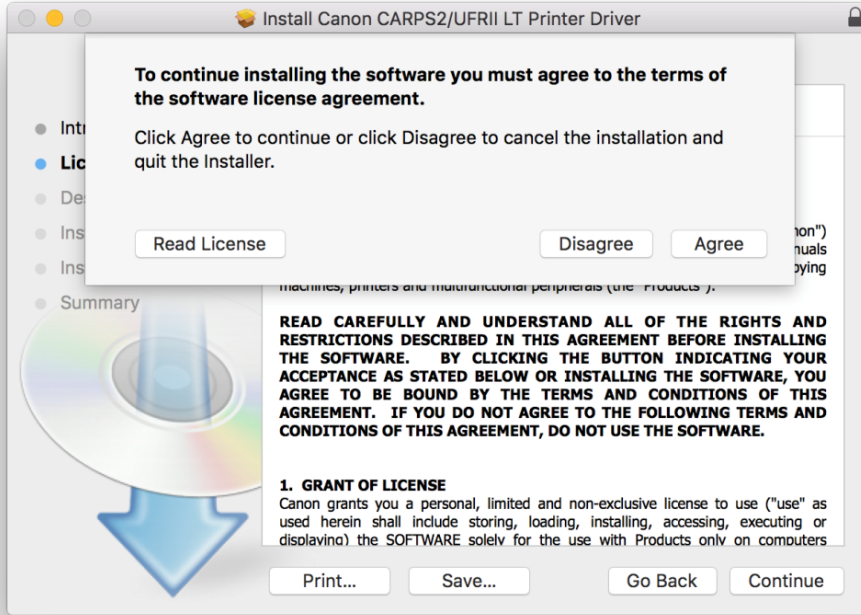 Install Canon CARPS2/UFRII LT Printer Driver
To continue installing the software you must agree to the terms of
the software license agreement.
Click Agree to continue or click Disagree to cancel the installation and
quit the Installer.
Read License
Disagree
Agree
Intr
Lic
De
Ins
Ins
Summary
non")
nuals
pying
machines, printers and multifunctional peripherals (the "Products").
READ CAREFULLY AND UNDERSTAND ALL OF THE RIGHTS AND
RESTRICTIONS DESCRIBED IN THIS AGREEMENT BEFORE INSTALLING
THE SOFTWARE. BY CLICKING THE BUTTON INDICATING YOUR
ACCEPTANCE AS STATED BELOW OR INSTALLING THE SOFTWARE, YOU
AGREE TO BE BOUND BY THE TERMS AND CONDITIONS OF THIS
AGREEMENT. IF YOU DO NOT AGREE TO THE FOLLOWING TERMS AND
CONDITIONS OF THIS AGREEMENT, DO NOT USE THE SOFTWARE.
1. GRANT OF LICENSE
Canon grants you a personal, limited and non-exclusive license to use ("use" as
used herein shall include storing, loading, installing, accessing, executing or
displaying) the SOFTWARE solely for the use with Products only on computers
Print...
Save...
Go Back
Continue